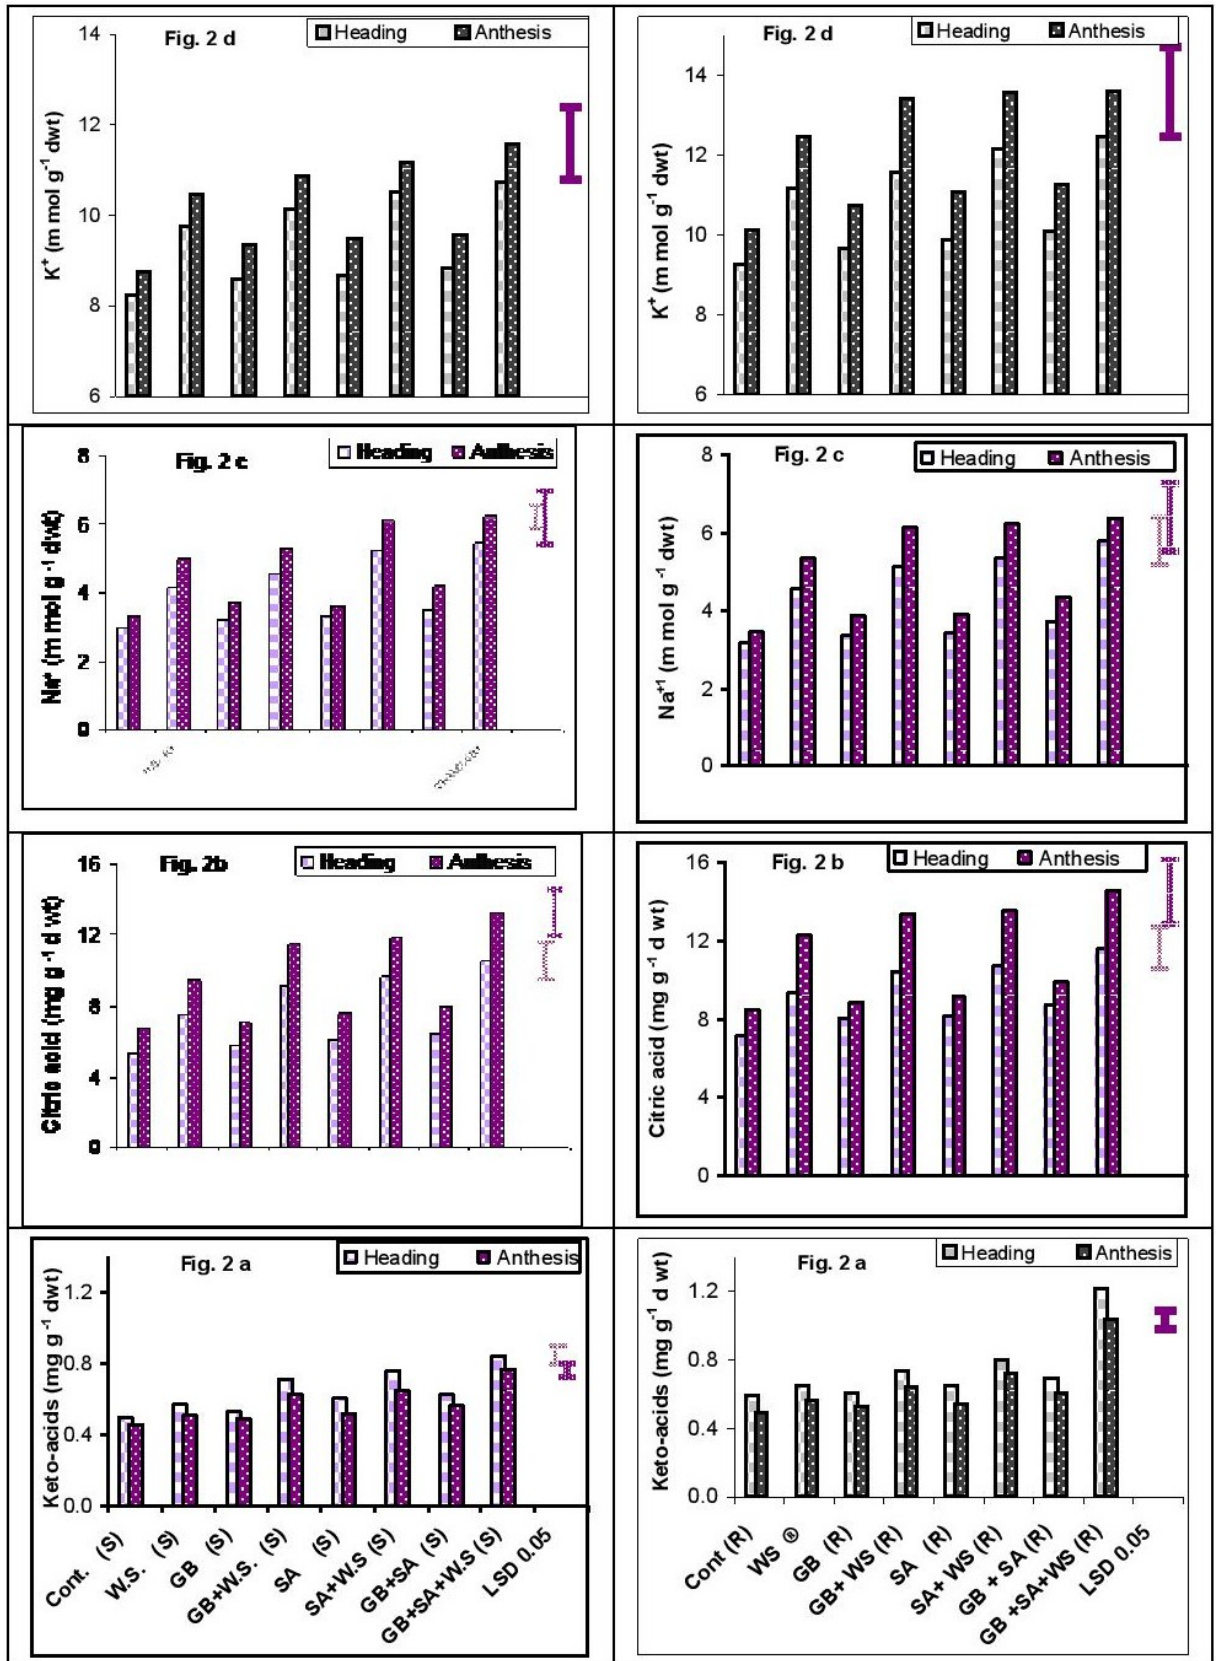 Fig. 2 d
Heading Anthesis
K+ (m mol g-1 dwt)
14
12
10
8
6
Fig. 2 d
Heading Anthesis
K+ (m mol g-1 dwt)
14
12
10
8
6
Fig. 2 c
Heading Anthesis
Na+ (m mol g-1 dwt)
8
6
4
2
0
Fig. 2 c
Heading Anthesis
Na+1 (m mol g-1 dwt)
8
6
4
2
0
Fig. 2b
Heading Anthesis
Citric acid (mg g-1 d wt)
16
12
8
4
0
Fig. 2 b
Heading Anthesis
Citric acid (mg g-1 d wt)
16
12
8
4
0
Fig. 2 a
Heading Anthesis
Keto-acids (mg g-1 dwt)
1.2
0.8
0.4
0.0
Cont. (S)
W.S. (S)
GB (S)
GB+W.S. (S)
SA (S)
SA+W.S (S)
GB+SA (S)
GB+SA+W.S (S)
LSD 0.05
Fig. 2 a
Heading Anthesis
Keto-acids (mg g-1 d wt)
1.2
0.8
0.4
0.0
Cont (R)
WS ®
GB (R)
GB+ WS (R)
SA (R)
SA+ WS (R)
GB + SA (R)
GB +SA+WS (R)
LSD 0.05